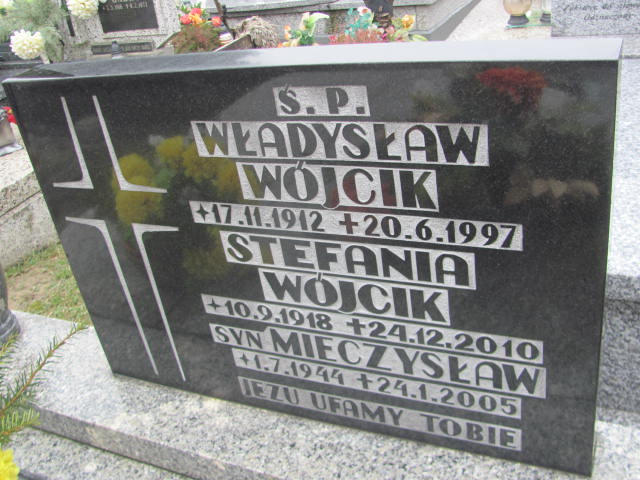 Ś. P.
WŁADYSŁAW
WÓJCIK
+17.11.1912 +20.6.1997
STEFANIA
WÓJCIK
+10.9.1918 +24.12.2010
SYN MIECZYSŁAW
+1.7.1944 +24.1.2005
JEZU UFAMY TOBIE